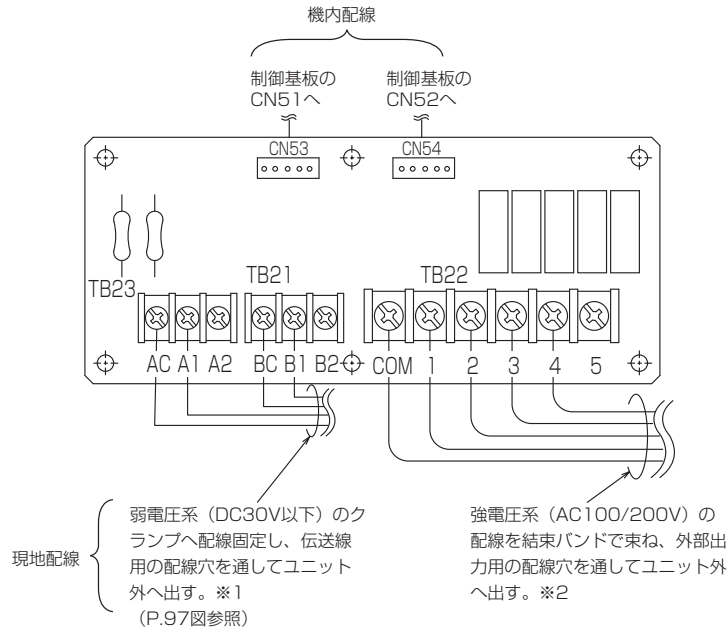 機内配線
制御基板の
CN51へ
制御基板の
CN52へ
CN53
CN54
TB23
TB21
TB22
AC A1 A2 BC B1 B2 COM 1 2 3 4 5
現地配線
弱電圧系（DC30V以下）のク
ランプへ配線固定し、伝送線
用の配線穴を通してユニット
外へ出す。※1
（P.97図参照）
強電圧系（AC100/200V）の
配線を結束バンドで束ね、外部出
力用の配線穴を通してユニット外
へ出す。※2